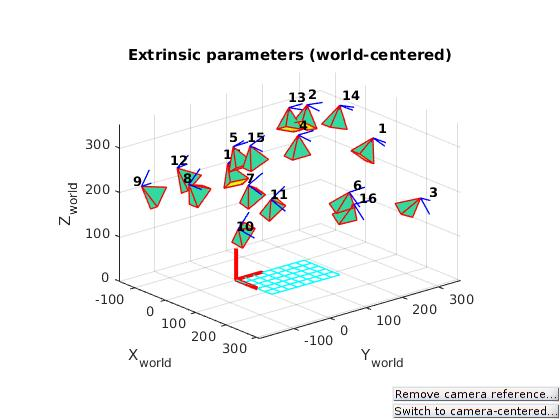 Extrinsic parameters (world-centered)
13 2 14
4 1
5 15
12 1
9 8 7
11 6 16 3
10
300
200
100
0
Z_world
-100
0
100
200
300
X_world
-100
0
100
200
300
Y_world
Remove camera reference...
Switch to camera-centered...